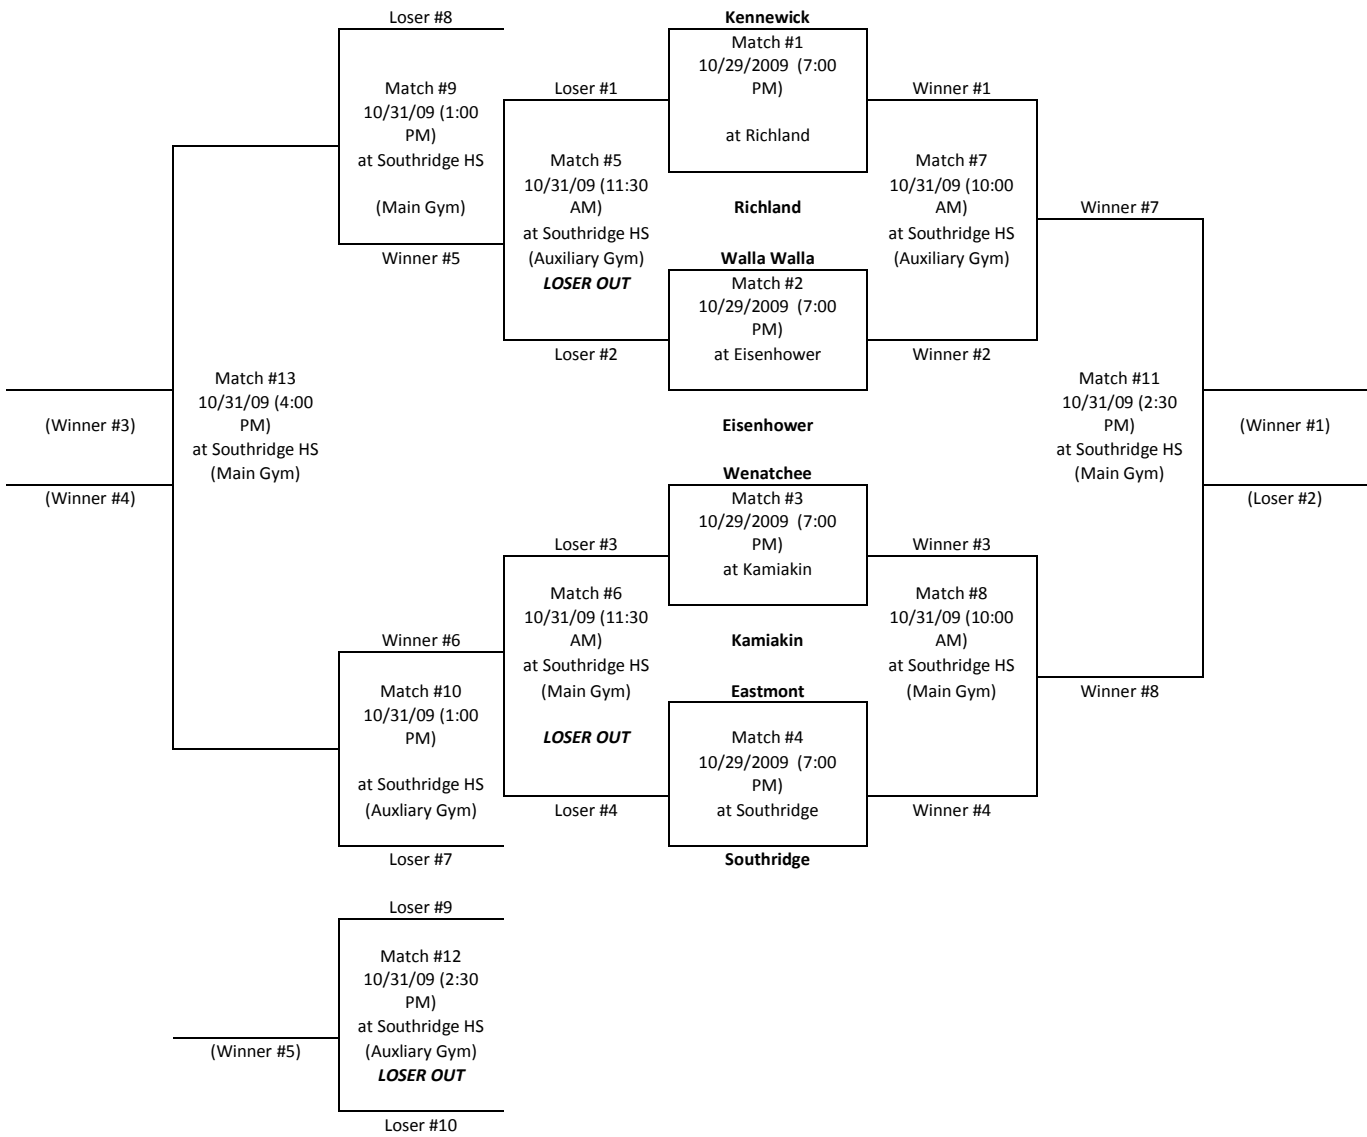 Loser #8
Match #9
10/31/09 (1:00
PM)
at Southridge HS
(Main Gym)
Winner #5
Match #13
10/31/09 (4:00
PM)
at Southridge HS
(Main Gym)
(Winner #3)
(Winner #4)
Winner #6
Match #10
10/31/09 (1:00
PM)
at Southridge HS
(Auxliary Gym)
Loser #7
Loser #9
Match #12
10/31/09 (2:30
PM)
at Southridge HS
(Auxliary Gym)
LOSER OUT
(Winner #5)
Loser #10
Loser #1
Match #5
10/31/09 (11:30
AM)
at Southridge HS
(Auxiliary Gym)
LOSER OUT
Loser #2
Loser #3
Match #6
10/31/09 (11:30
AM)
at Southridge HS
(Main Gym)
LOSER OUT
Loser #4
Kennewick
Match #1
10/29/2009 (7:00
PM)
at Richland
Richland
Walla Walla
Match #2
10/29/2009 (7:00
PM)
at Eisenhower
Eisenhower
Wenatchee
Match #3
10/29/2009 (7:00
PM)
at Kamiakin
Kamiakin
Eastmont
Match #4
10/29/2009 (7:00
PM)
at Southridge
Southridge
Winner #1
Match #7
10/31/09 (10:00
AM)
at Southridge HS
(Auxiliary Gym)
Winner #2
Winner #3
Match #8
10/31/09 (10:00
AM)
at Southridge HS
(Main Gym)
Winner #4
Winner #7
Match #11
10/31/09 (2:30
PM)
at Southridge HS
(Main Gym)
Winner #8
(Winner #1)
(Loser #2)